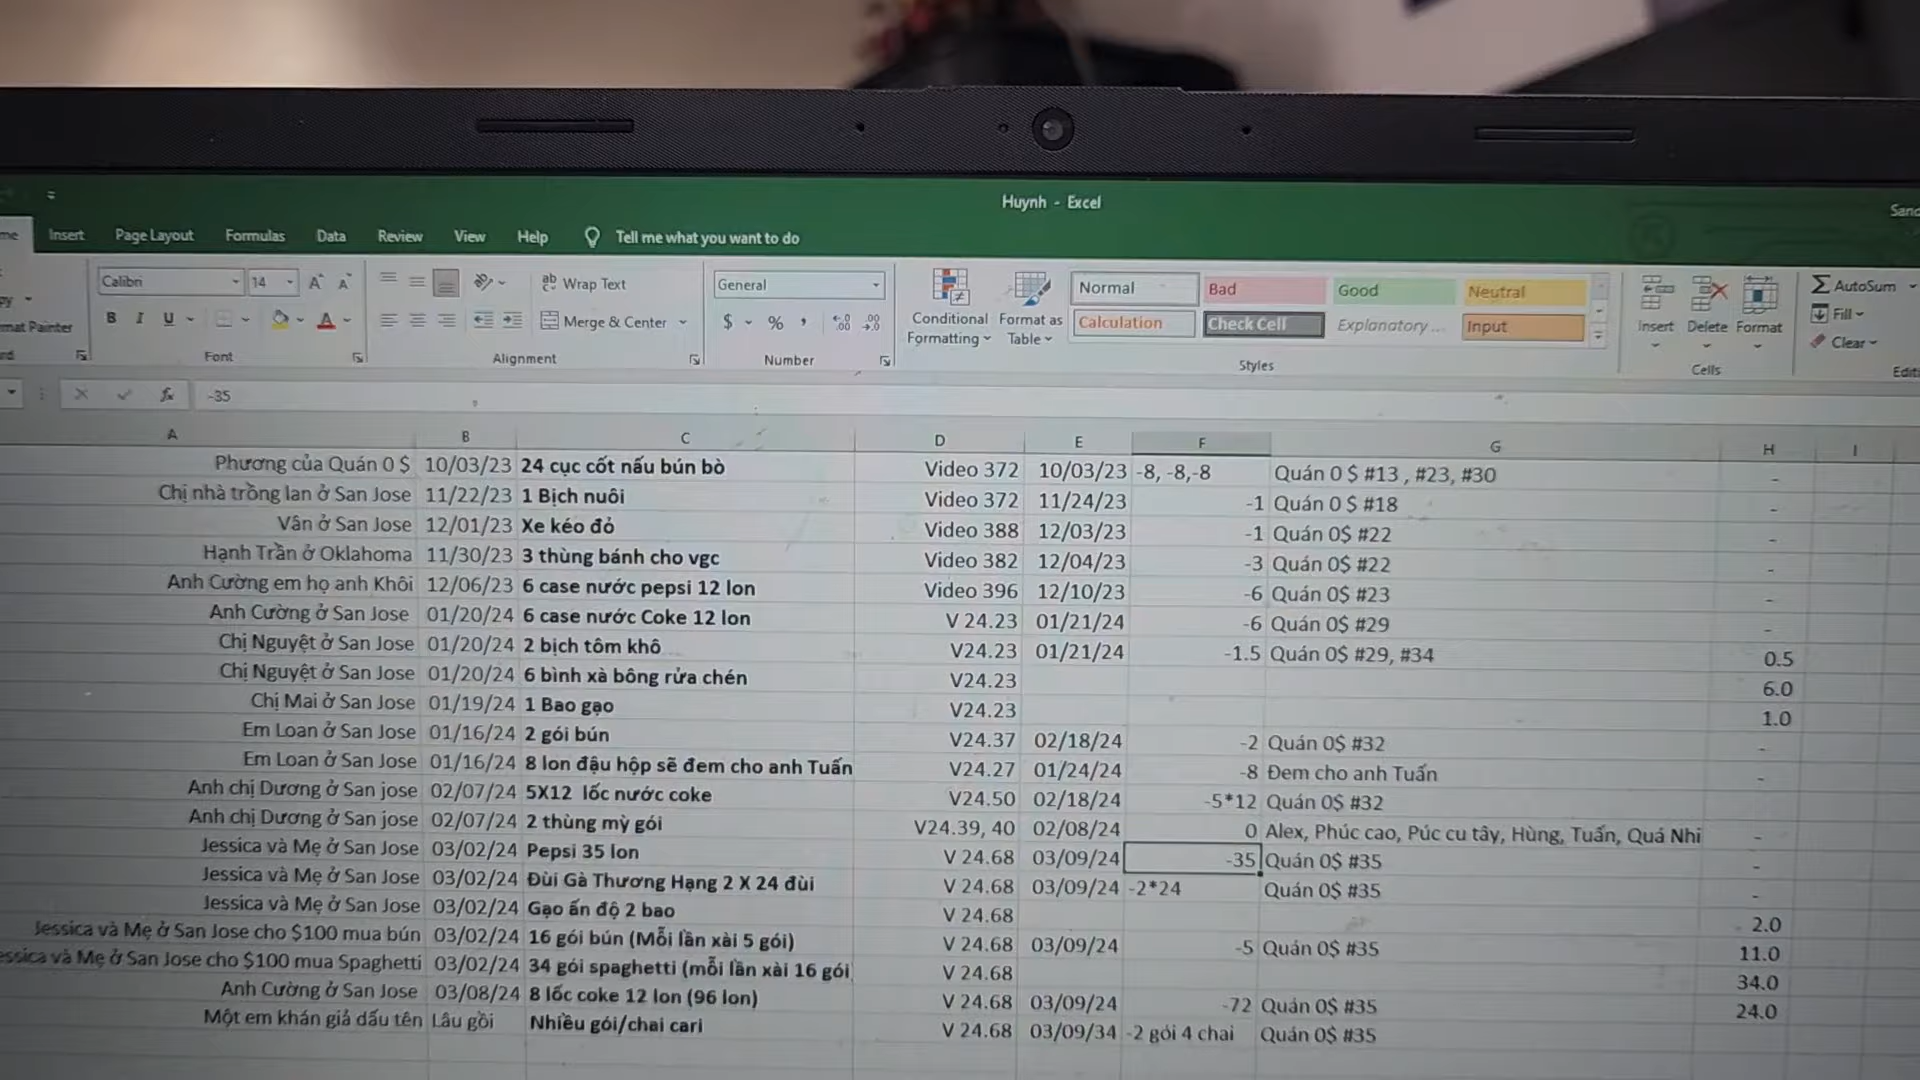 Huynh - Excel
Insert Page Layout Formulas Data Review View Help Tell me what you want to do
Calibri 14 Wrap Text General Normal Bad Good Neutral AutoSum
B I U Merge & Center $ % , Conditional Formatting Format as Table Calculation Check Cell Explanatory ... Input Insert Delete Format Fill
Clear
Font Alignment Number Styles Cells
fx -35
A B C D E F G H I
Phương của Quán 0 $ 10/03/23 24 cục cốt nấu bún bò Video 372 10/03/23 -8, -8,-8 Quán 0 $ #13 , #23, #30 -
Chị nhà trồng lan ở San Jose 11/22/23 1 Bịch nuôi Video 372 11/24/23 -1 Quán 0 $ #18 -
Vân ở San Jose 12/01/23 Xe kéo đỏ Video 388 12/03/23 -1 Quán 0$ #22 -
Hạnh Trần ở Oklahoma 11/30/23 3 thùng bánh cho vgc Video 382 12/04/23 -3 Quán 0$ #22 -
Anh Cường em họ anh Khôi 12/06/23 6 case nước pepsi 12 lon Video 396 12/10/23 -6 Quán 0$ #23 -
Anh Cường ở San Jose 01/20/24 6 case nước Coke 12 lon V 24.23 01/21/24 -6 Quán 0$ #29 -
Chị Nguyệt ở San Jose 01/20/24 2 bịch tôm khô V24.23 01/21/24 -1.5 Quán 0$ #29, #34 0.5
Chị Nguyệt ở San Jose 01/20/24 6 bình xà bông rửa chén V24.23 6.0
Chị Mai ở San Jose 01/19/24 1 Bao gạo V24.23 1.0
Em Loan ở San Jose 01/16/24 2 gói bún V24.37 02/18/24 -2 Quán 0$ #32 -
Em Loan ở San Jose 01/16/24 8 lon đậu hộp sẽ đem cho anh Tuấn V24.27 01/24/24 -8 Đem cho anh Tuấn -
Anh chị Dương ở San jose 02/07/24 5X12 lốc nước coke V24.50 02/18/24 -5*12 Quán 0$ #32
Anh chị Dương ở San jose 02/07/24 2 thùng mỳ gói V24.39, 40 02/08/24 0 Alex, Phúc cao, Púc cu tây, Hùng, Tuấn, Quá Nhi -
Jessica và Mẹ ở San Jose 03/02/24 Pepsi 35 lon V 24.68 03/09/24 -35 Quán 0$ #35 -
Jessica và Mẹ ở San Jose 03/02/24 Đùi Gà Thương Hạng 2 X 24 đùi V 24.68 03/09/24 -2*24 Quán 0$ #35 -
Jessica và Mẹ ở San Jose 03/02/24 Gạo ấn độ 2 bao V 24.68 2.0
Jessica và Mẹ ở San Jose cho $100 mua bún 03/02/24 16 gói bún (Mỗi lần xài 5 gói) V 24.68 03/09/24 -5 Quán 0$ #35 11.0
essica và Mẹ ở San Jose cho $100 mua Spaghetti 03/02/24 34 gói spaghetti (mỗi lần xài 16 gói V 24.68 34.0
Anh Cường ở San Jose 03/08/24 8 lốc coke 12 lon (96 lon) V 24.68 03/09/24 -72 Quán 0$ #35 24.0
Một em khán giả dấu tên Lâu gồi Nhiều gói/chai cari V 24.68 03/09/34 -2 gói 4 chai Quán 0$ #35